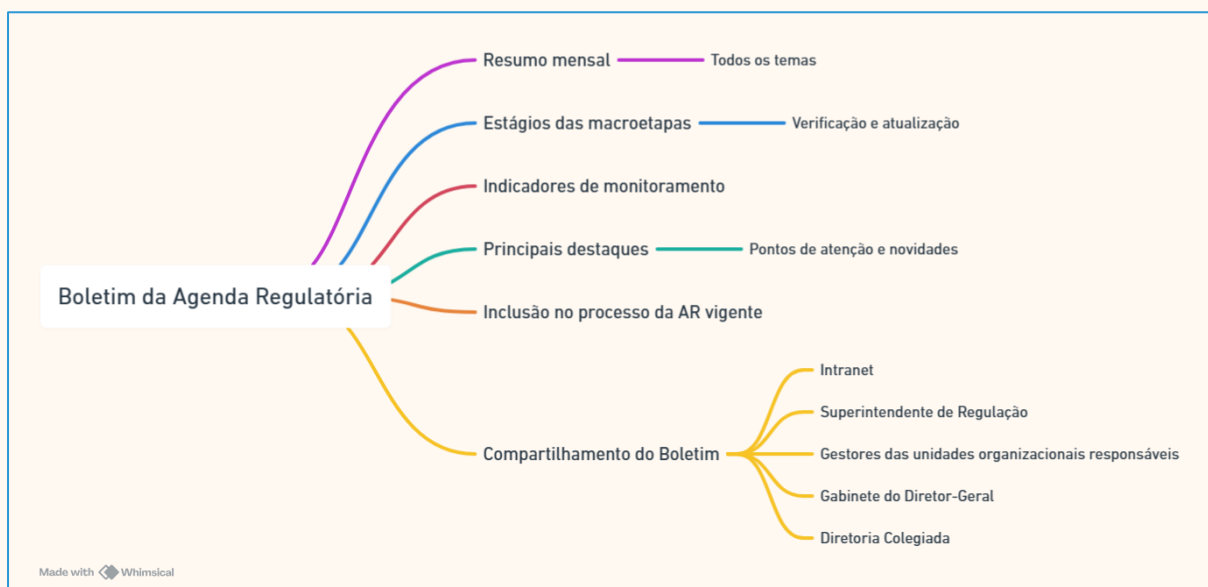 Boletim da Agenda Regulatória
Resumo mensal
Todos os temas
Estágios das macroetapas
Verificação e atualização
Indicadores de monitoramento
Principais destaques
Pontos de atenção e novidades
Inclusão no processo da AR vigente
Compartilhamento do Boletim
Intranet
Superintendente de Regulação
Gestores das unidades organizacionais responsáveis
Gabinete do Diretor-Geral
Diretoria Colegiada
Made with Whimsical